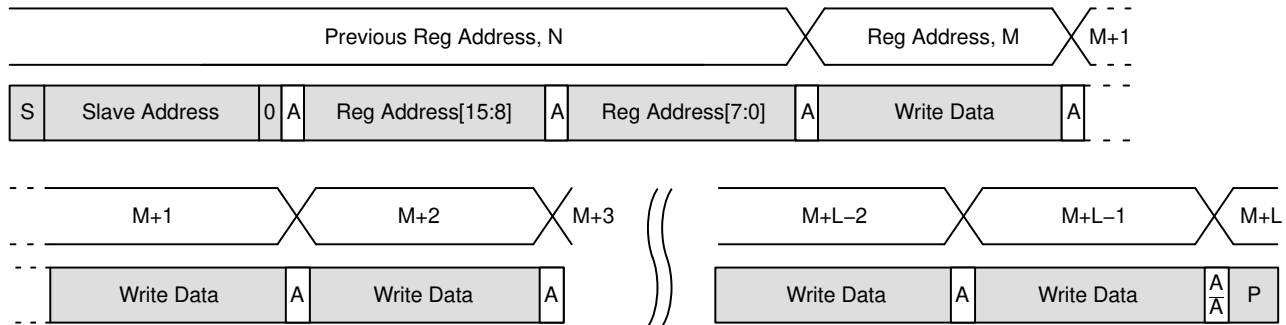 Previous Reg Address, N Reg Address, M M+1
S Slave Address 0 A Reg Address[15:8] A Reg Address[7:0] A Write Data A
M+1 M+2 M+3 M+L−2 M+L−1 M+L
Write Data A Write Data A Write Data A Write Data A/A̅ P